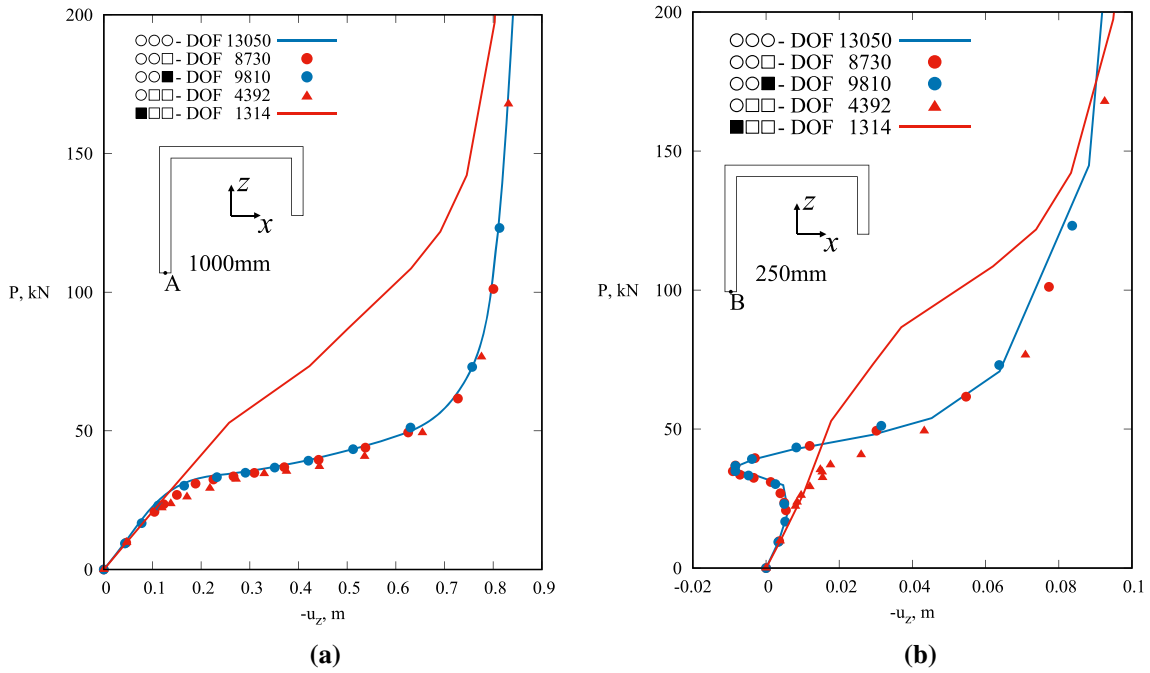 200
150
100
50
0
P, kN
○○○ - DOF 13050
○○□ - DOF 8730
○○■ - DOF 9810
○□□ - DOF 4392
■□□ - DOF 1314
z
x
1000mm
A
0 0.1 0.2 0.3 0.4 0.5 0.6 0.7 0.8 0.9
-u_z, m
(a)
200
150
100
50
0
P, kN
○○○ - DOF 13050
○○□ - DOF 8730
○○■ - DOF 9810
○□□ - DOF 4392
■□□ - DOF 1314
z
x
250mm
B
-0.02 0 0.02 0.04 0.06 0.08 0.1
-u_z, m
(b)